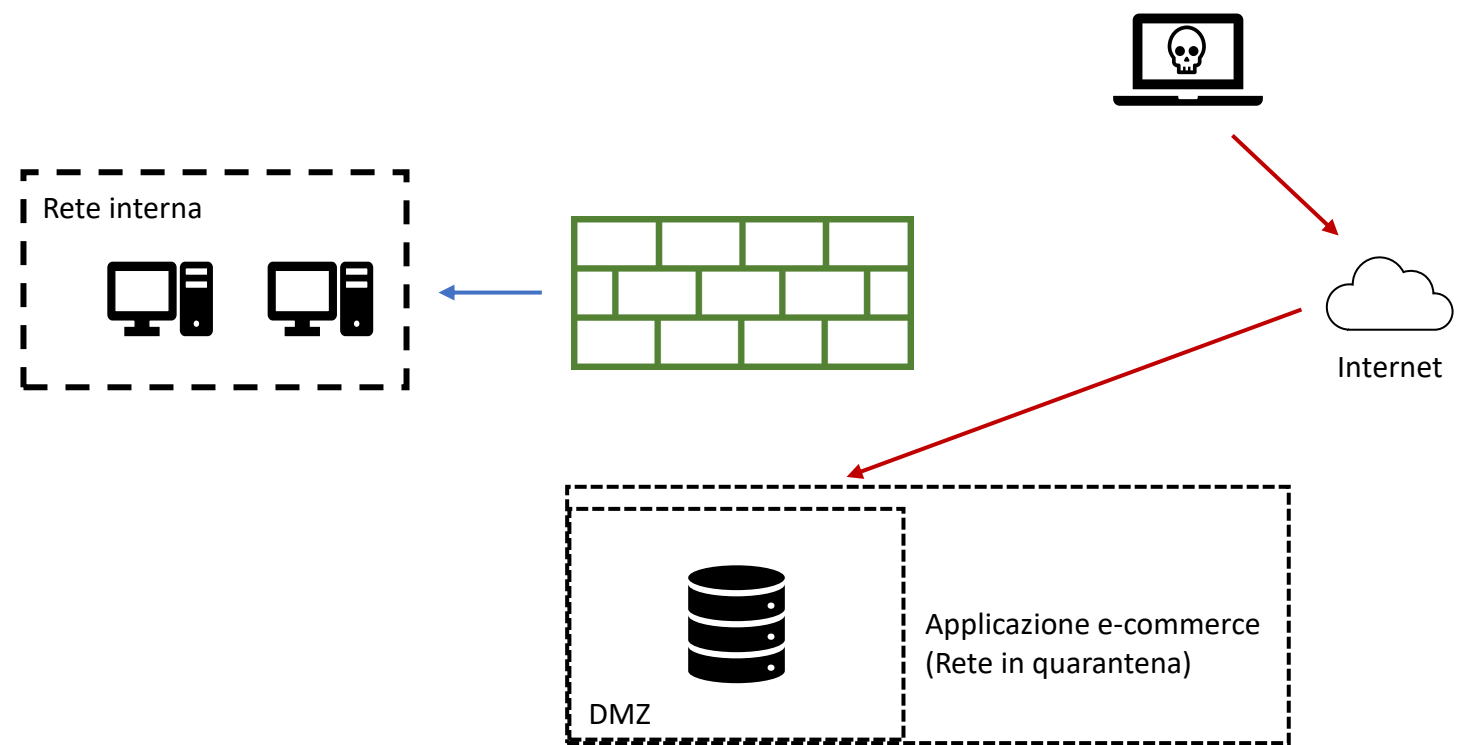 Rete interna
Internet
Applicazione e-commerce
(Rete in quarantena)
DMZ